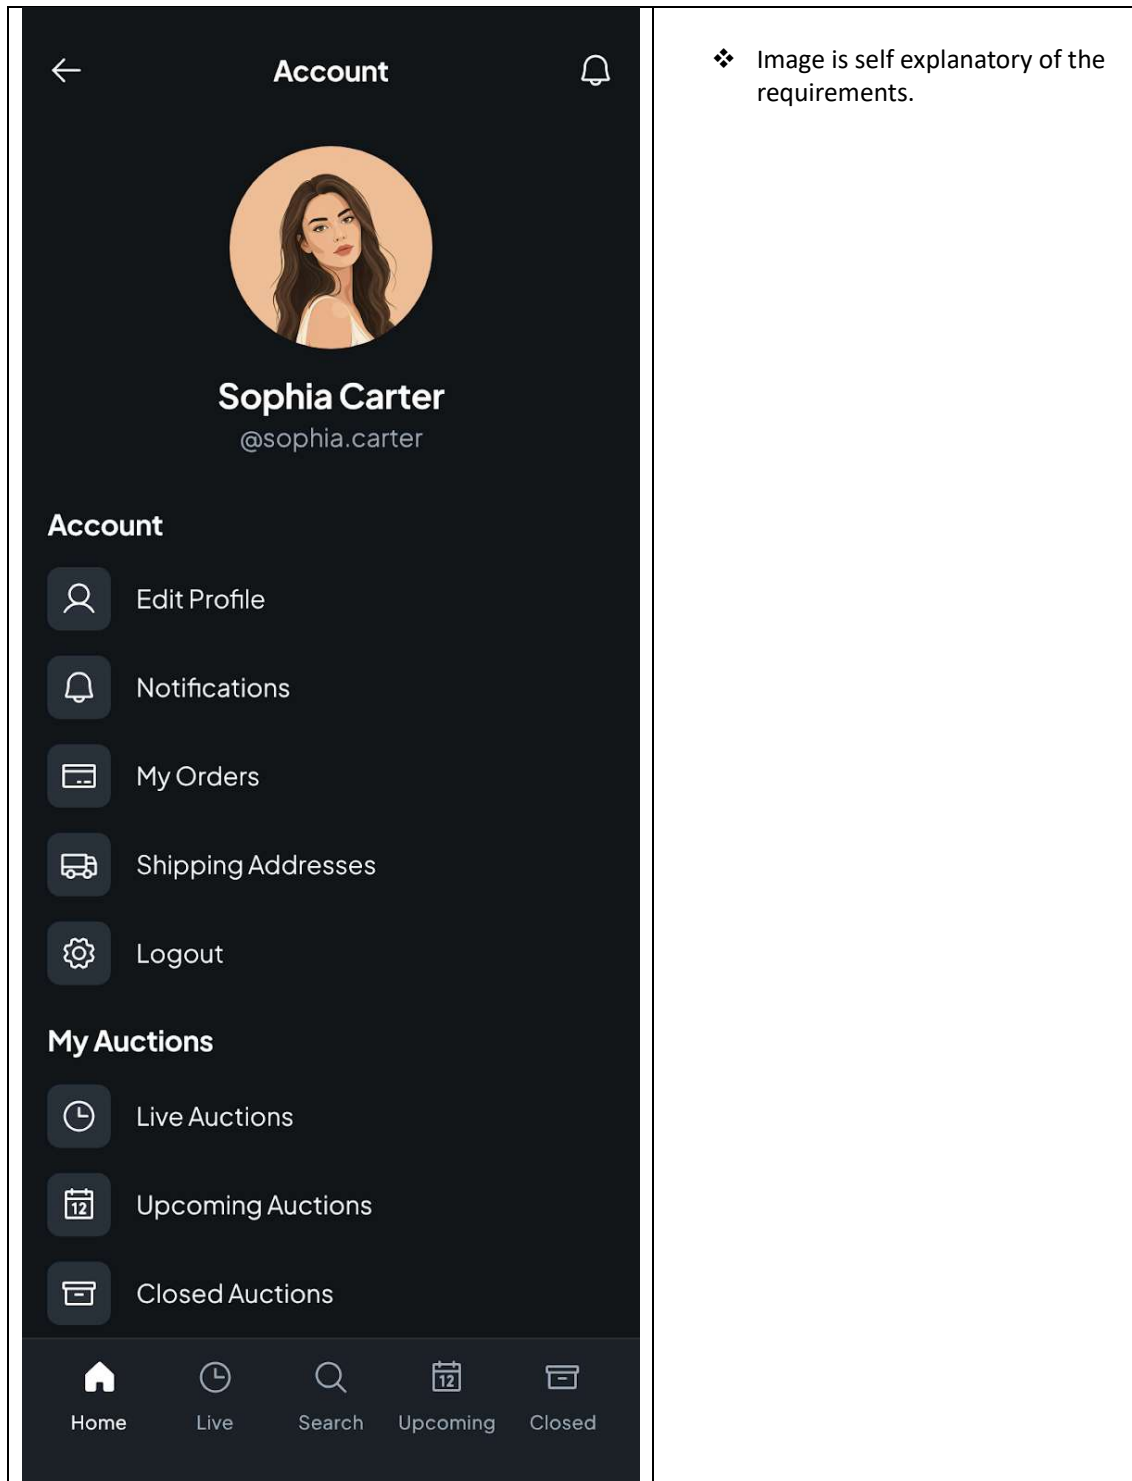 Account
Sophia Carter
@sophia.carter
Account
Edit Profile
Notifications
My Orders
Shipping Addresses
Logout
My Auctions
Live Auctions
12
Upcoming Auctions
Closed Auctions
12
Home Live Search Upcoming Closed
❖ Image is self explanatory of the
requirements.